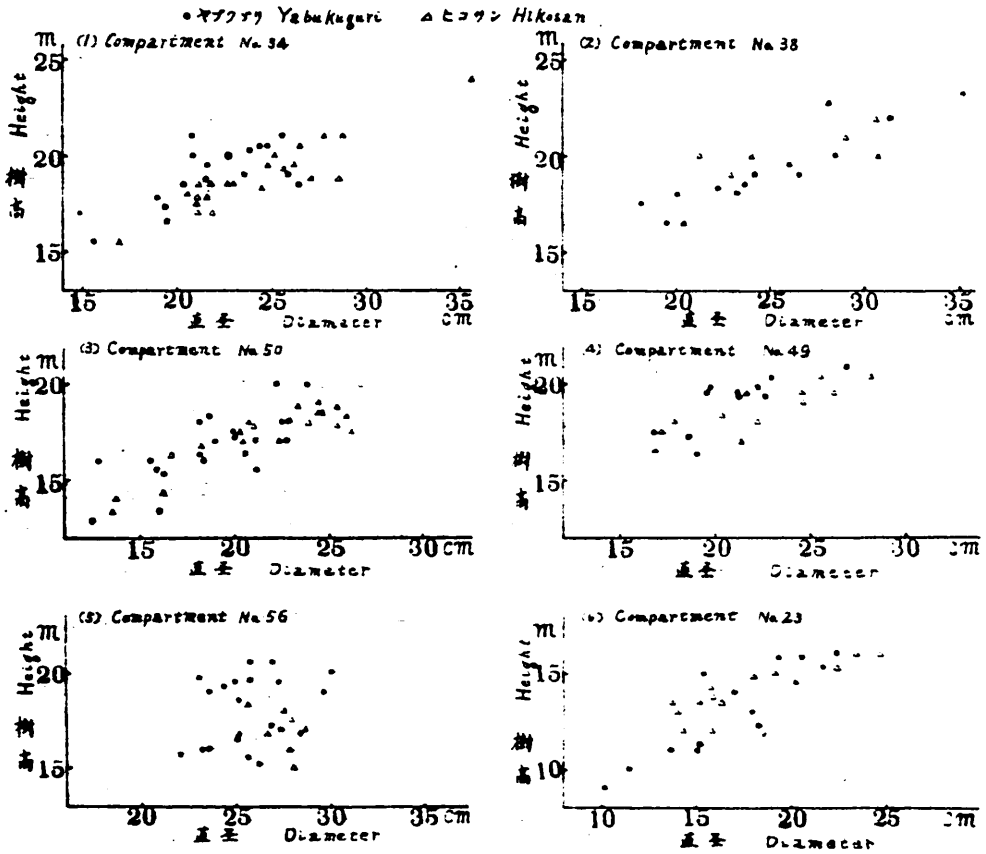 ● ヤブクグリ Yabukuguri ▵ ヒコサン Hikosan
(1) Compartment No. 34
m
25
20
15
樹高 Height
15 20 25 30 35
直径 Diameter cm
(2) Compartment No. 38
m
25
20
15
樹高 Height
15 20 25 30 35
直径 Diameter cm
(3) Compartment No. 50
m
20
15
樹高 Height
15 20 25 30 cm
直径 Diameter
(4) Compartment No. 49
m
20
15
樹高 Height
15 20 25 30 cm
直径 Diameter
(5) Compartment No. 56
m
20
15
樹高 Height
20 25 30 cm
直径 Diameter
(6) Compartment No. 23
m
15
10
樹高 Height
10 15 20 25 cm
直径 Diameter